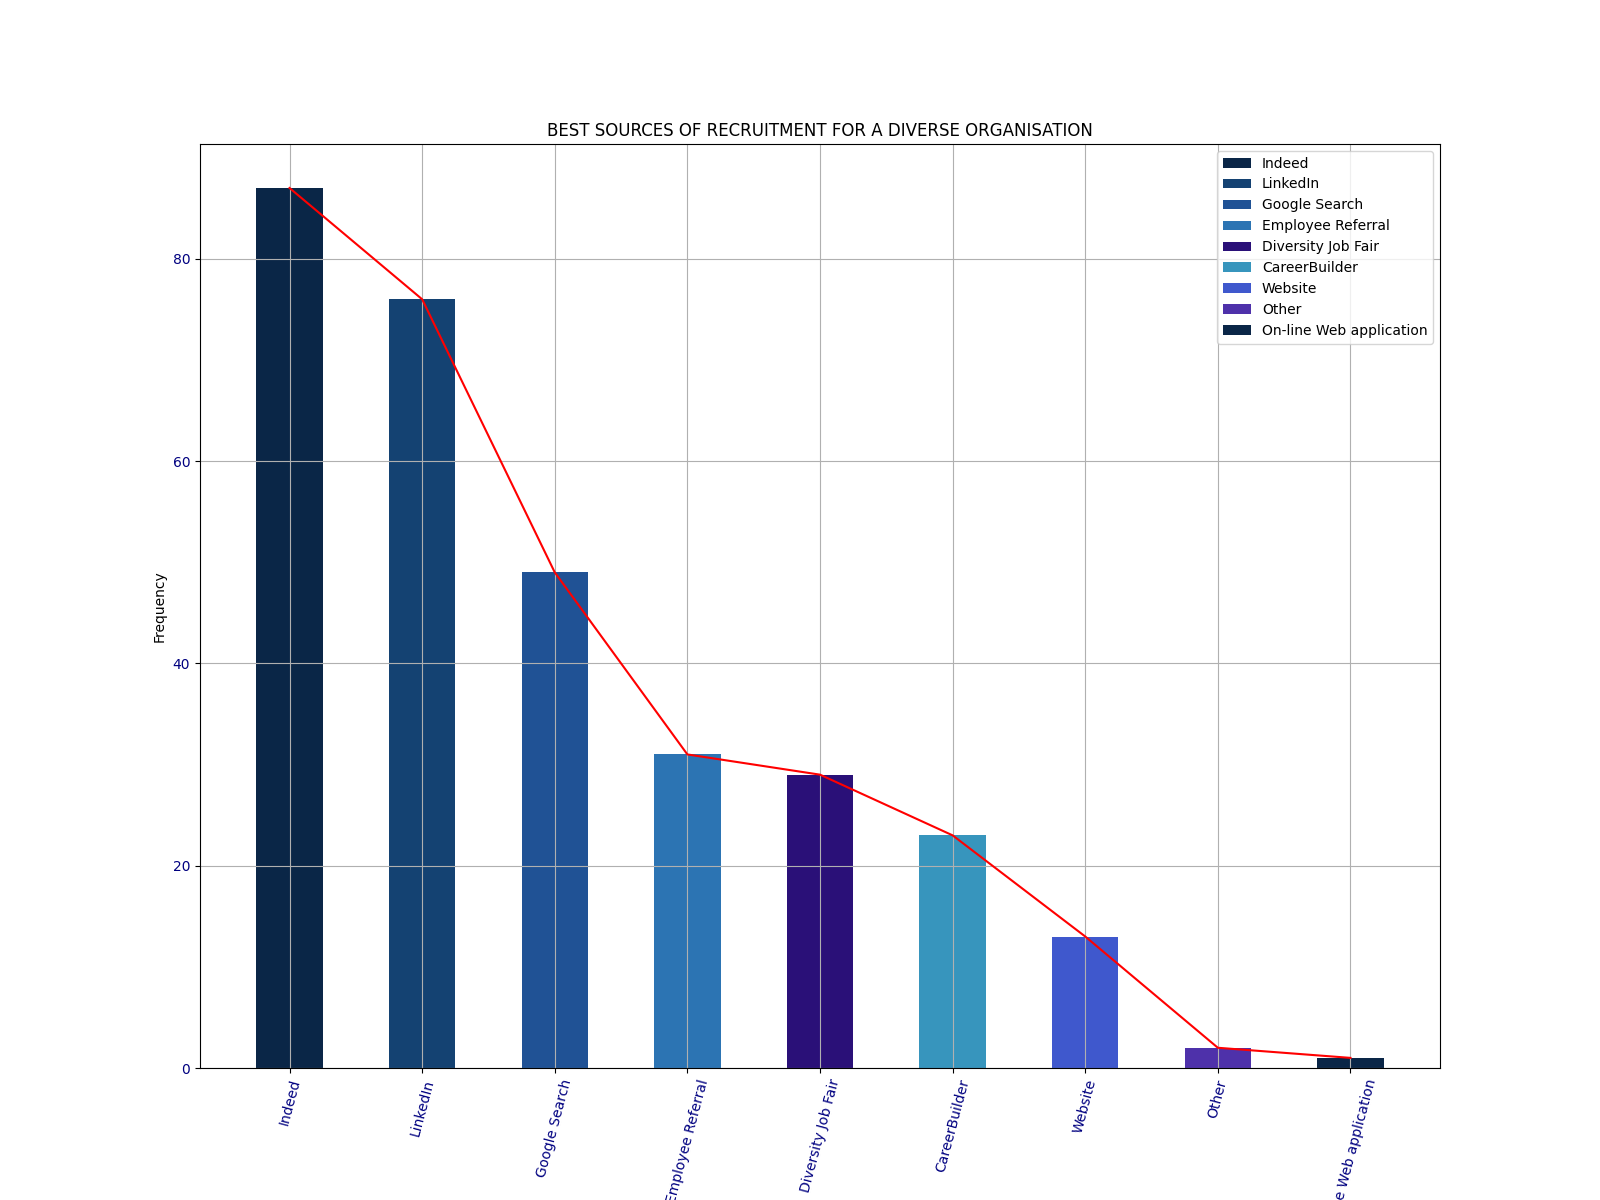 BEST SOURCES OF RECRUITMENT FOR A DIVERSE ORGANISATION
Indeed
LinkedIn
Google Search
Employee Referral
Diversity Job Fair
CareerBuilder
Website
Other
On-line Web application
80
60
40
20
0
Frequency
Indeed
LinkedIn
Google Search
Employee Referral
Diversity Job Fair
CareerBuilder
Website
Other
e Web application